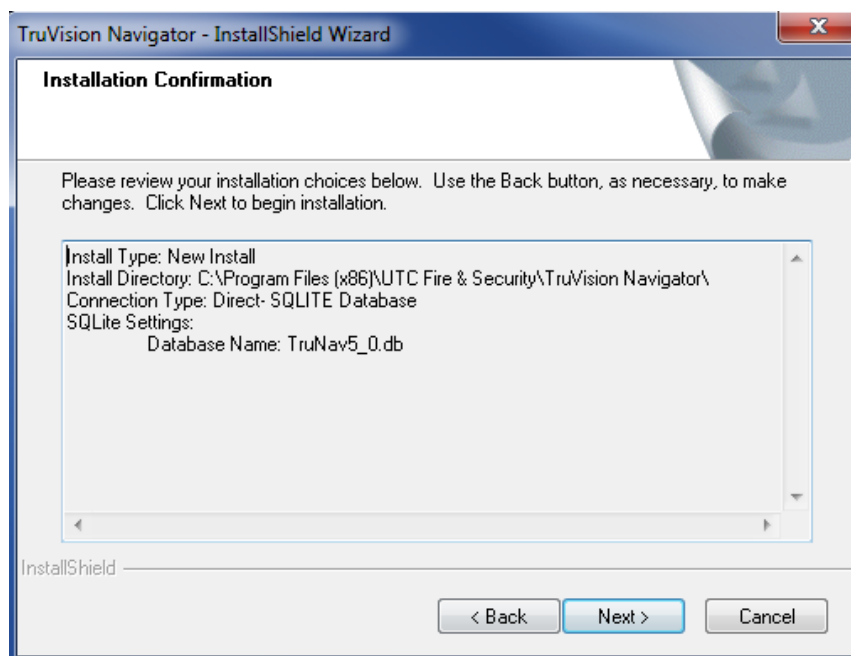 TruVision Navigator - InstallShield Wizard
Installation Confirmation
Please review your installation choices below.  Use the Back button, as necessary, to make
changes.  Click Next to begin installation.
Install Type: New Install
Install Directory: C:\Program Files (x86)\UTC Fire & Security\TruVision Navigator\
Connection Type: Direct- SQLITE Database
SQLite Settings:
Database Name: TruNav5_0.db
InstallShield
< Back
Next >
Cancel